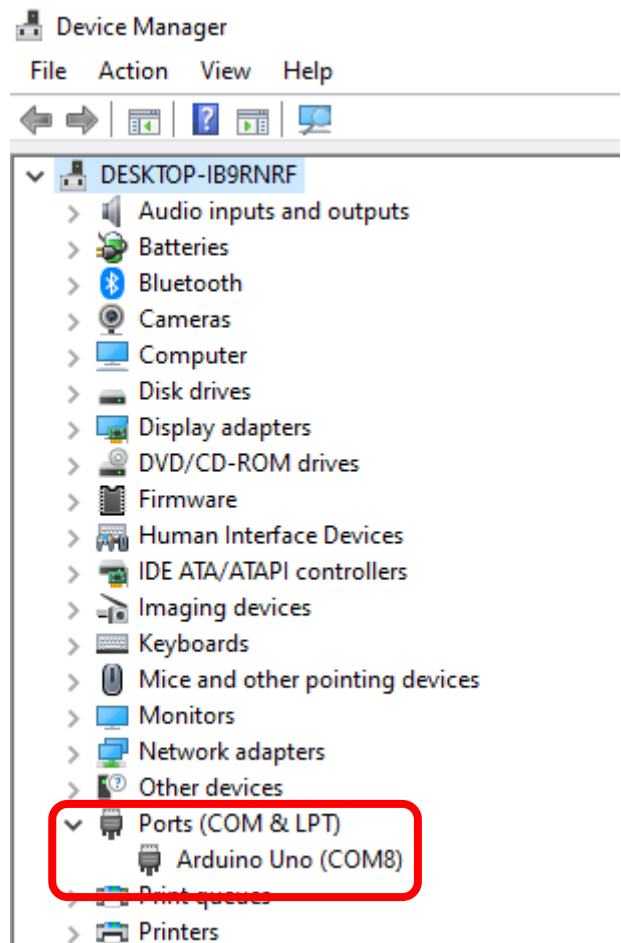 Device Manager
File Action View Help
DESKTOP-IB9RNRF
Audio inputs and outputs
Batteries
Bluetooth
Cameras
Computer
Disk drives
Display adapters
DVD/CD-ROM drives
Firmware
Human Interface Devices
IDE ATA/ATAPI controllers
Imaging devices
Keyboards
Mice and other pointing devices
Monitors
Network adapters
Other devices
Ports (COM & LPT)
Arduino Uno (COM8)
Print queues
Printers